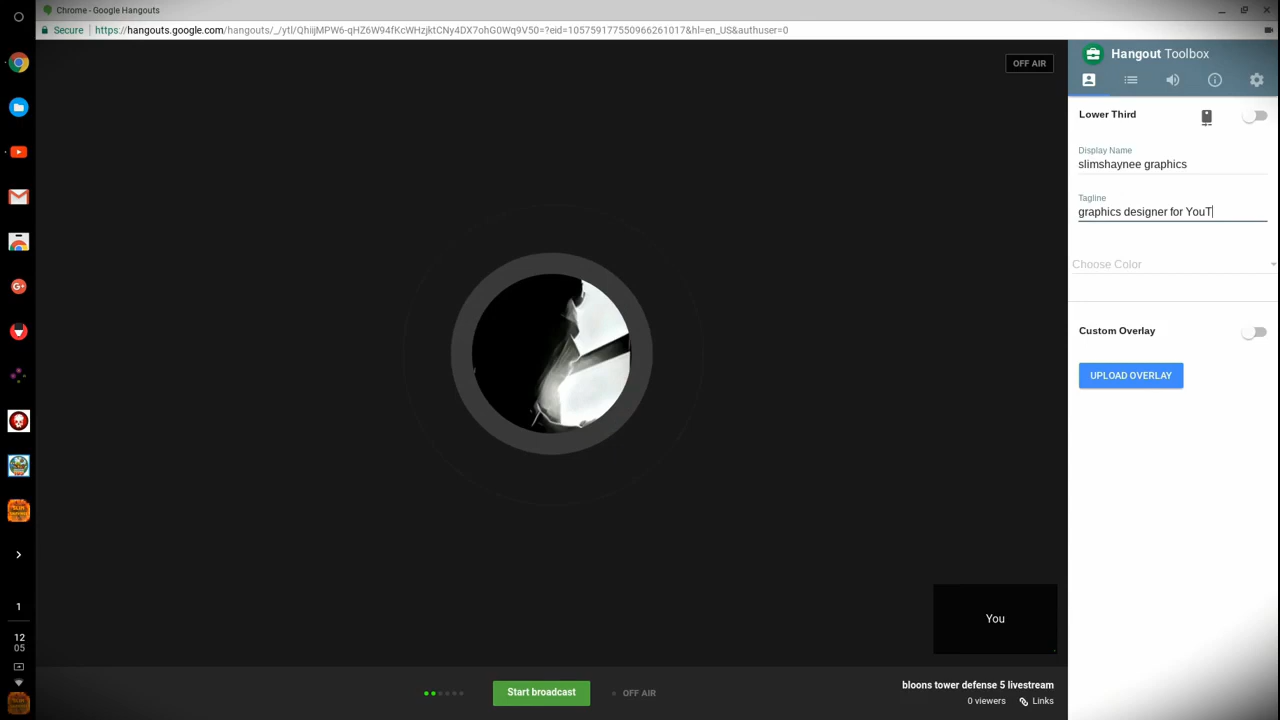 Chrome - Google Hangouts
Secure https://hangouts.google.com/hangouts/_/ytl/QhiijMPW6-qHZ6W94fKcWHzjktCNy4DX7ohG0Wq9V50=?eid=105759177550966261017&hl=en_US&authuser=0
OFF AIR
Hangout Toolbox
Lower Third
Display Name
slimshaynee graphics
Tagline
graphics designer for YouT
Choose Color
Custom Overlay
UPLOAD OVERLAY
You
1
12
05
Start broadcast
OFF AIR
bloons tower defense 5 livestream
0 viewers Links